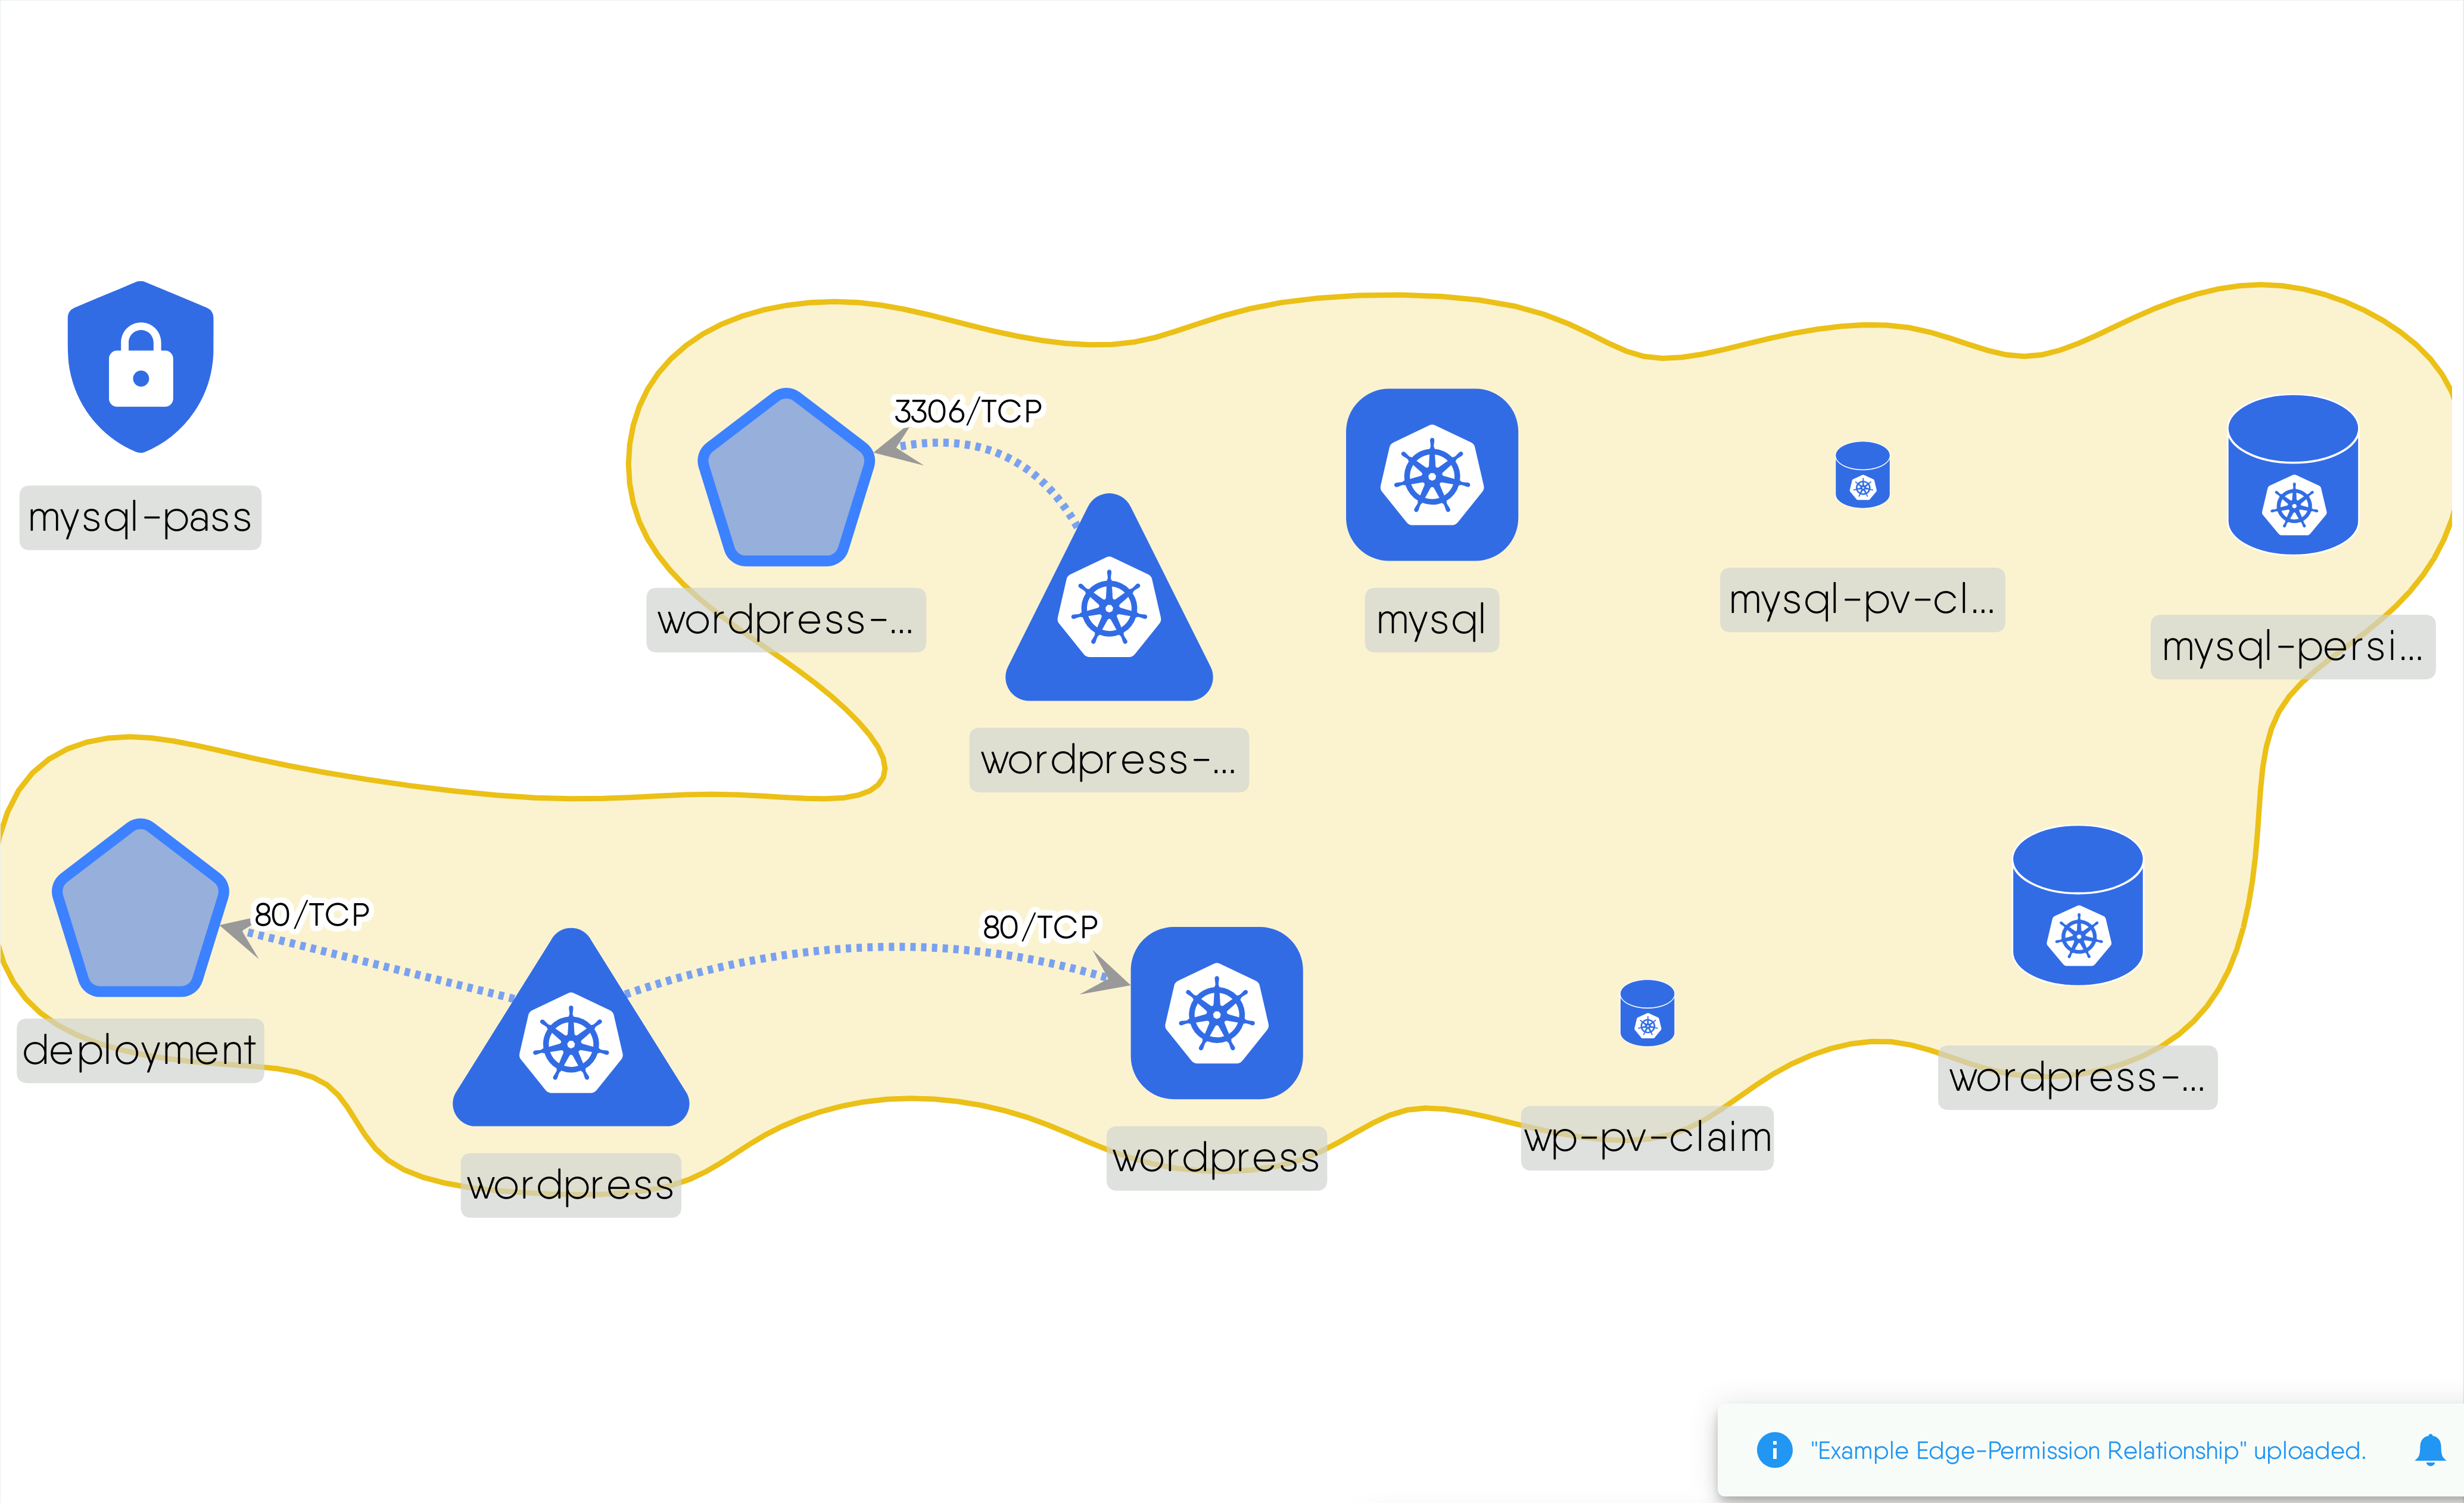 mysql-pass
3306/TCP
wordpress-...
wordpress-...
mysql
mysql-pv-cl...
mysql-persi...
80/TCP
deployment
wordpress
80/TCP
wordpress
wp-pv-claim
wordpress-...
"Example Edge-Permission Relationship" uploaded.